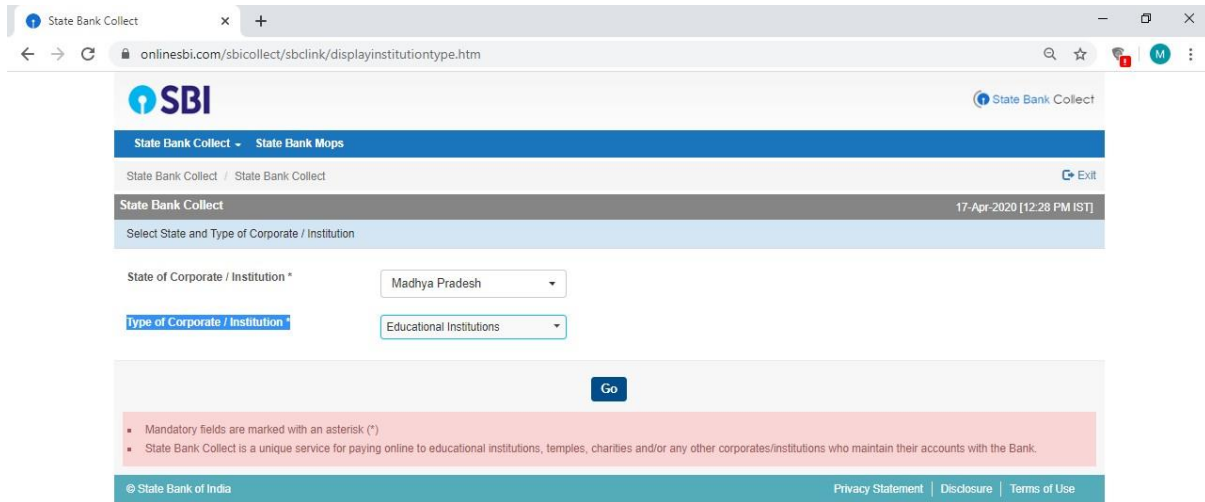 State Bank Collect
onlinesbi.com/sbicollect/sbclink/displayinstitutiontype.htm
M
SBI
State Bank Collect
State Bank Collect State Bank Mops
State Bank Collect / State Bank Collect Exit
State Bank Collect 17-Apr-2020 [12:28 PM IST]
Select State and Type of Corporate / Institution
State of Corporate / Institution * Madhya Pradesh
Type of Corporate / Institution * Educational Institutions
Go
Mandatory fields are marked with an asterisk (*)
State Bank Collect is a unique service for paying online to educational institutions, temples, charities and/or any other corporates/institutions who maintain their accounts with the Bank.
© State Bank of India Privacy Statement | Disclosure | Terms of Use